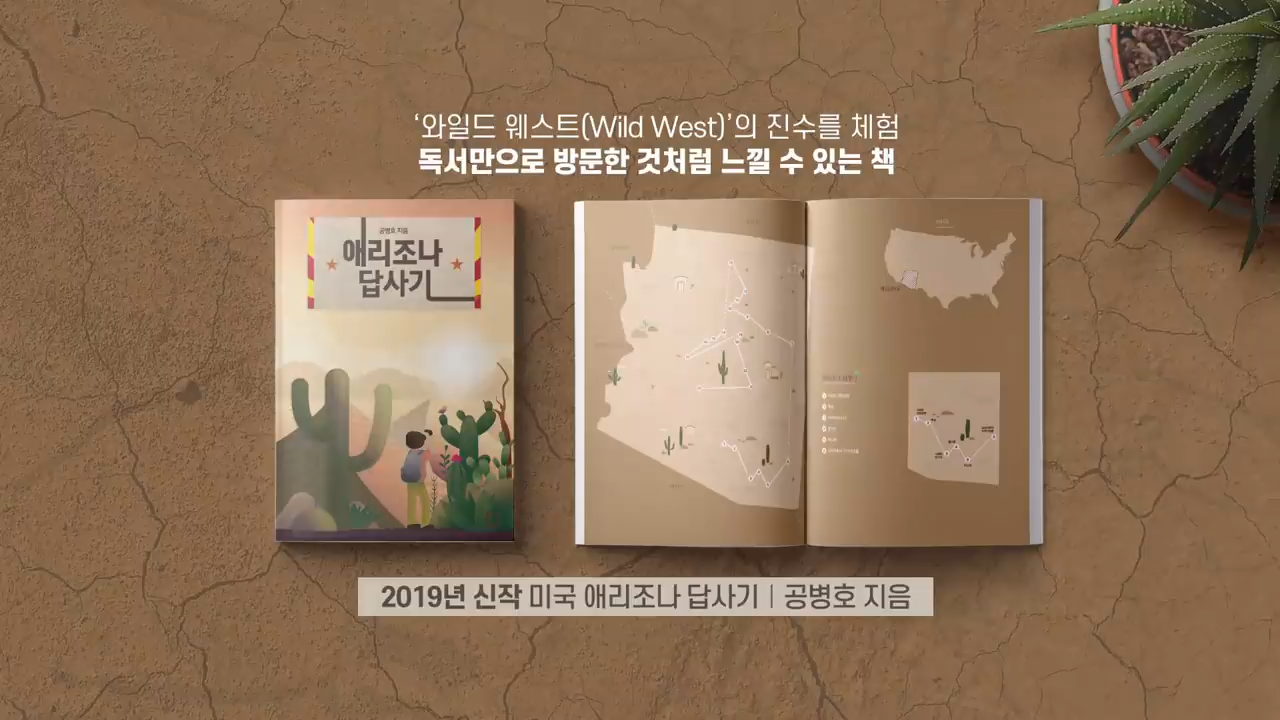 ‘와일드 웨스트(Wild West)’의 진수를 체험
독서만으로 방문한 것처럼 느낄 수 있는 책
공병호 지음
애리조나
답사기
2019년 신작 미국 애리조나 답사기 | 공병호 지음